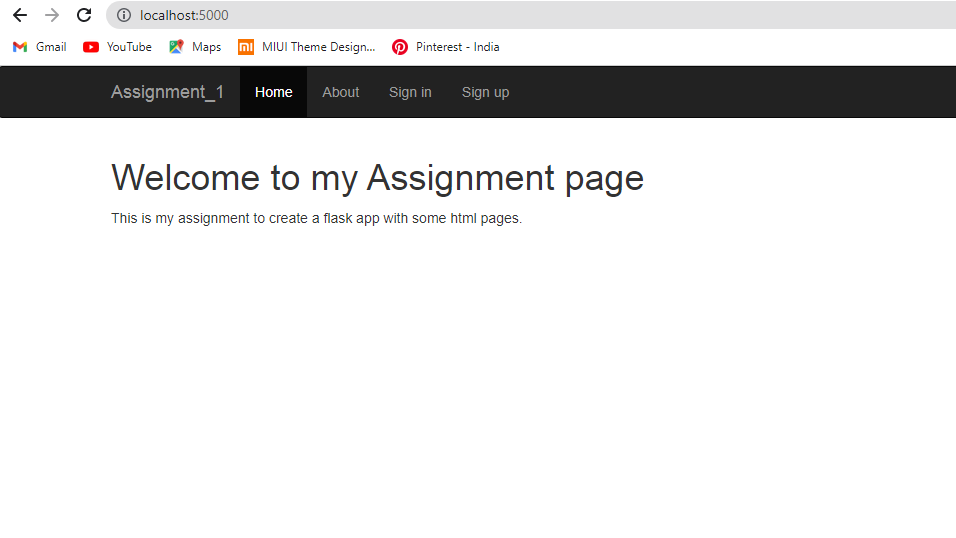 localhost:5000
Gmail YouTube Maps MIUI Theme Design... Pinterest - India
Assignment_1 Home About Sign in Sign up
Welcome to my Assignment page
This is my assignment to create a flask app with some html pages.